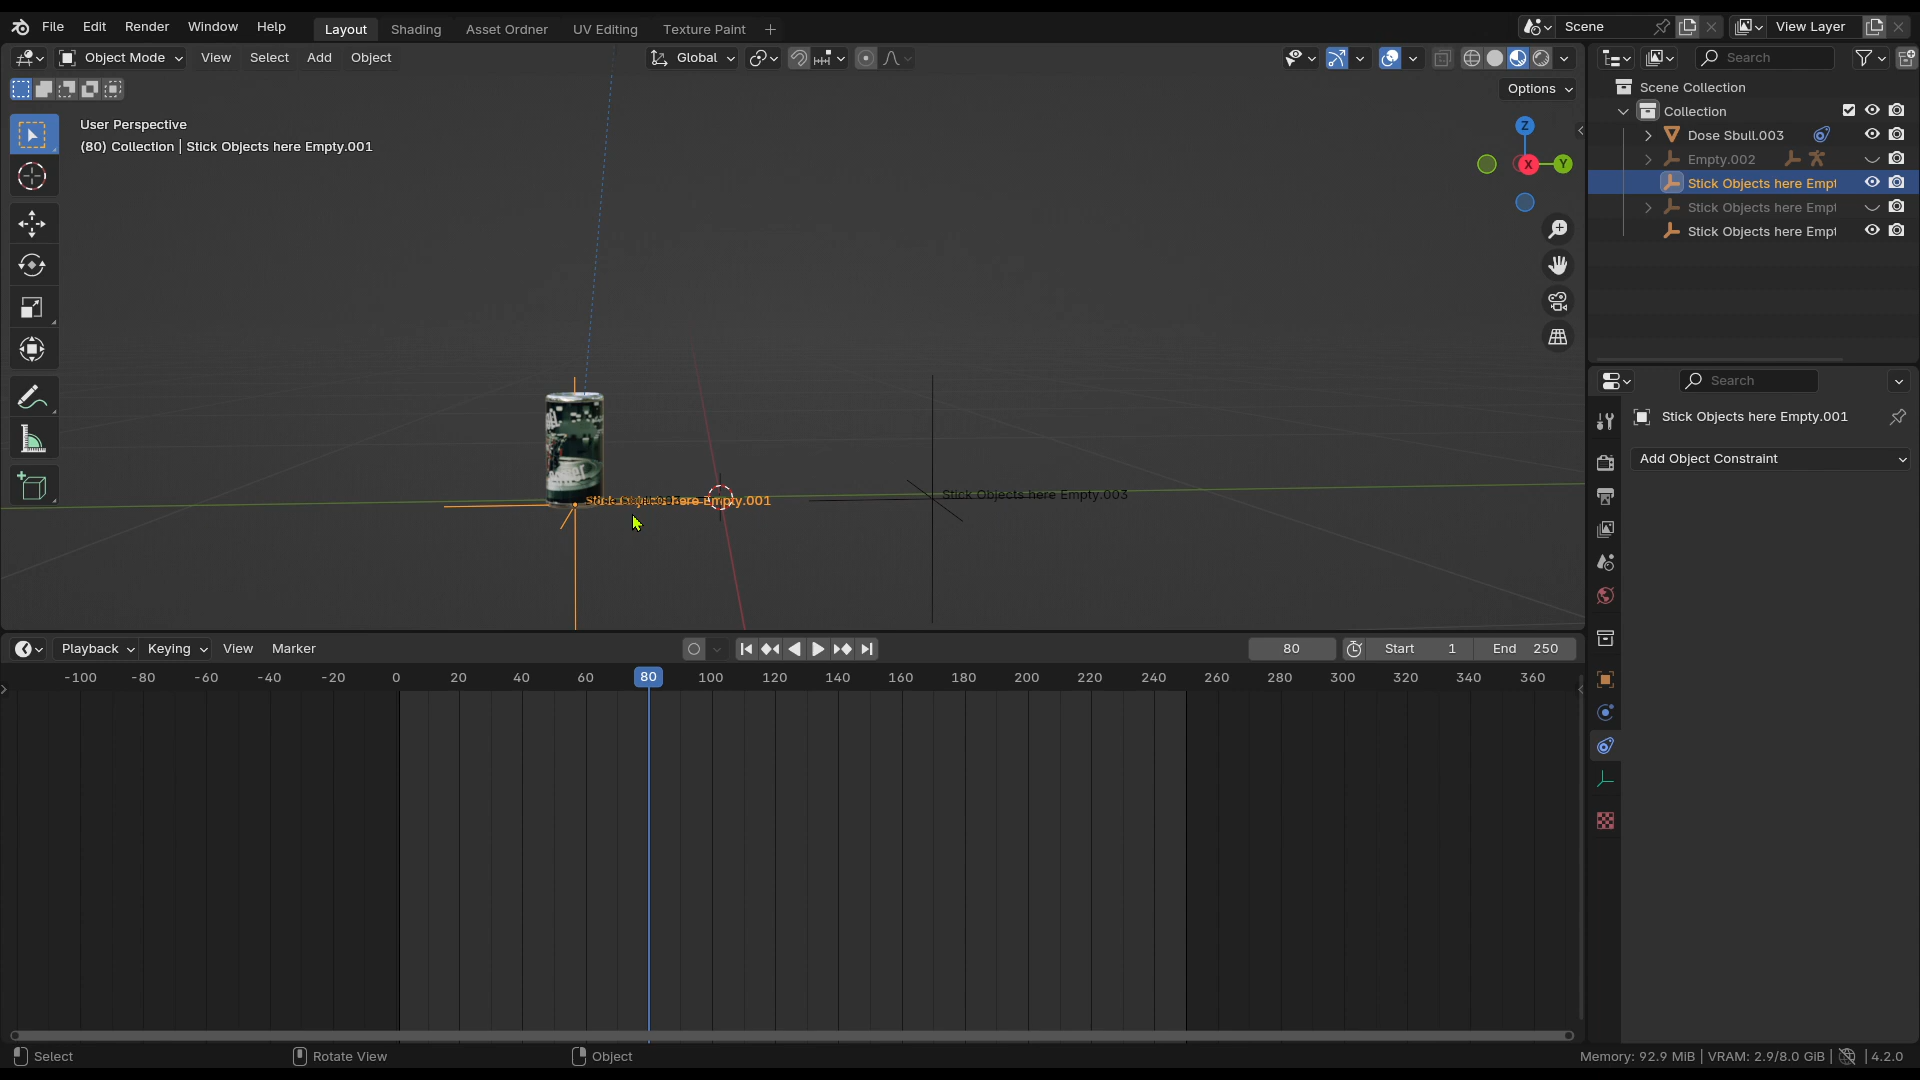 File Edit Render Window Help Layout Shading Asset Ordner UV Editing Texture Paint Scene View Layer
Object Mode View Select Add Object Global Search
Options
Scene Collection
User Perspective
Collection
(80) Collection | Stick Objects here Empty.001
Z
X
Y
Dose Sbull.003
Empty.002
Stick Objects here Empt
Stick Objects here Empt
Stick Objects here Empt
Search
Stick Objects here Empty.001
Add Object Constraint
Stick Objects here Empty.003
Stick Objects here Empty.001
Playback Keying View Marker 80 Start 1 End 250
-100 -80 -60 -40 -20 0 20 40 60 80 100 120 140 160 180 200 220 240 260 280 300 320 340 360
Select Rotate View Object Memory: 92.9 MiB | VRAM: 2.9/8.0 GiB | 4.2.0